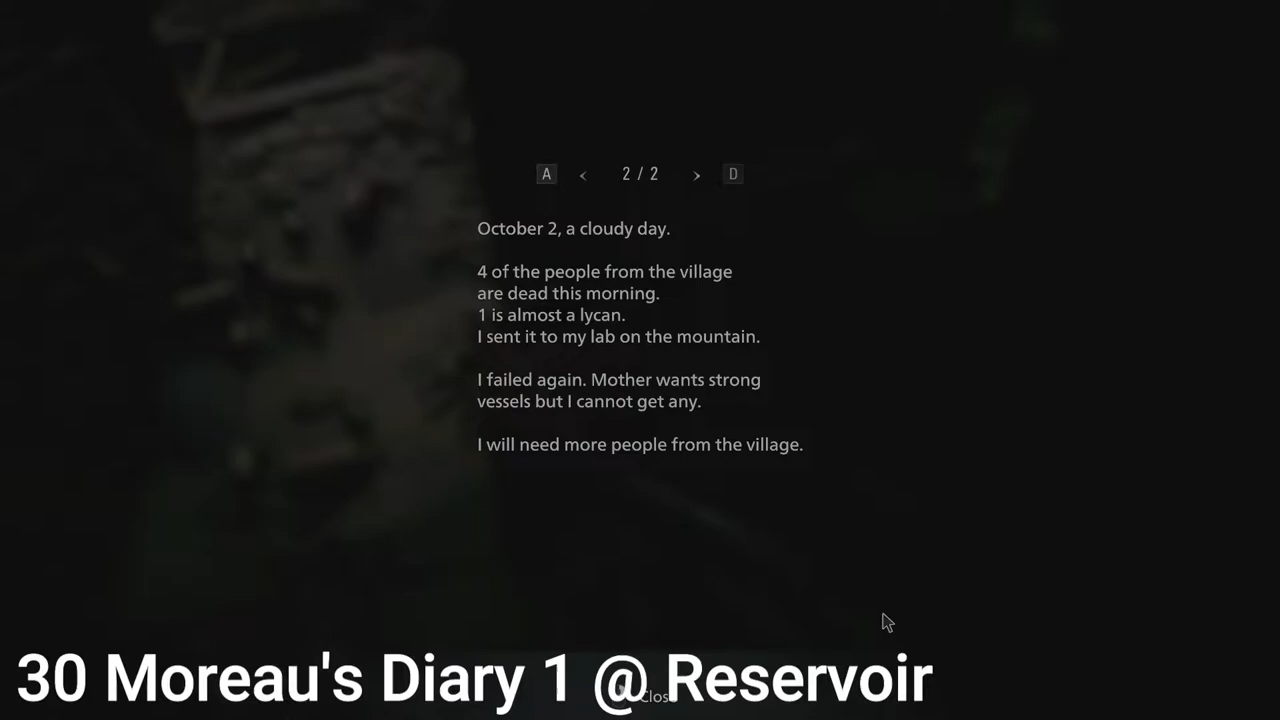 A < 2 / 2 > D
October 2, a cloudy day.
4 of the people from the village
are dead this morning.
1 is almost a lycan.
I sent it to my lab on the mountain.
I failed again. Mother wants strong
vessels but I cannot get any.
I will need more people from the village.
30 Moreau's Diary 1 @ Reservoir